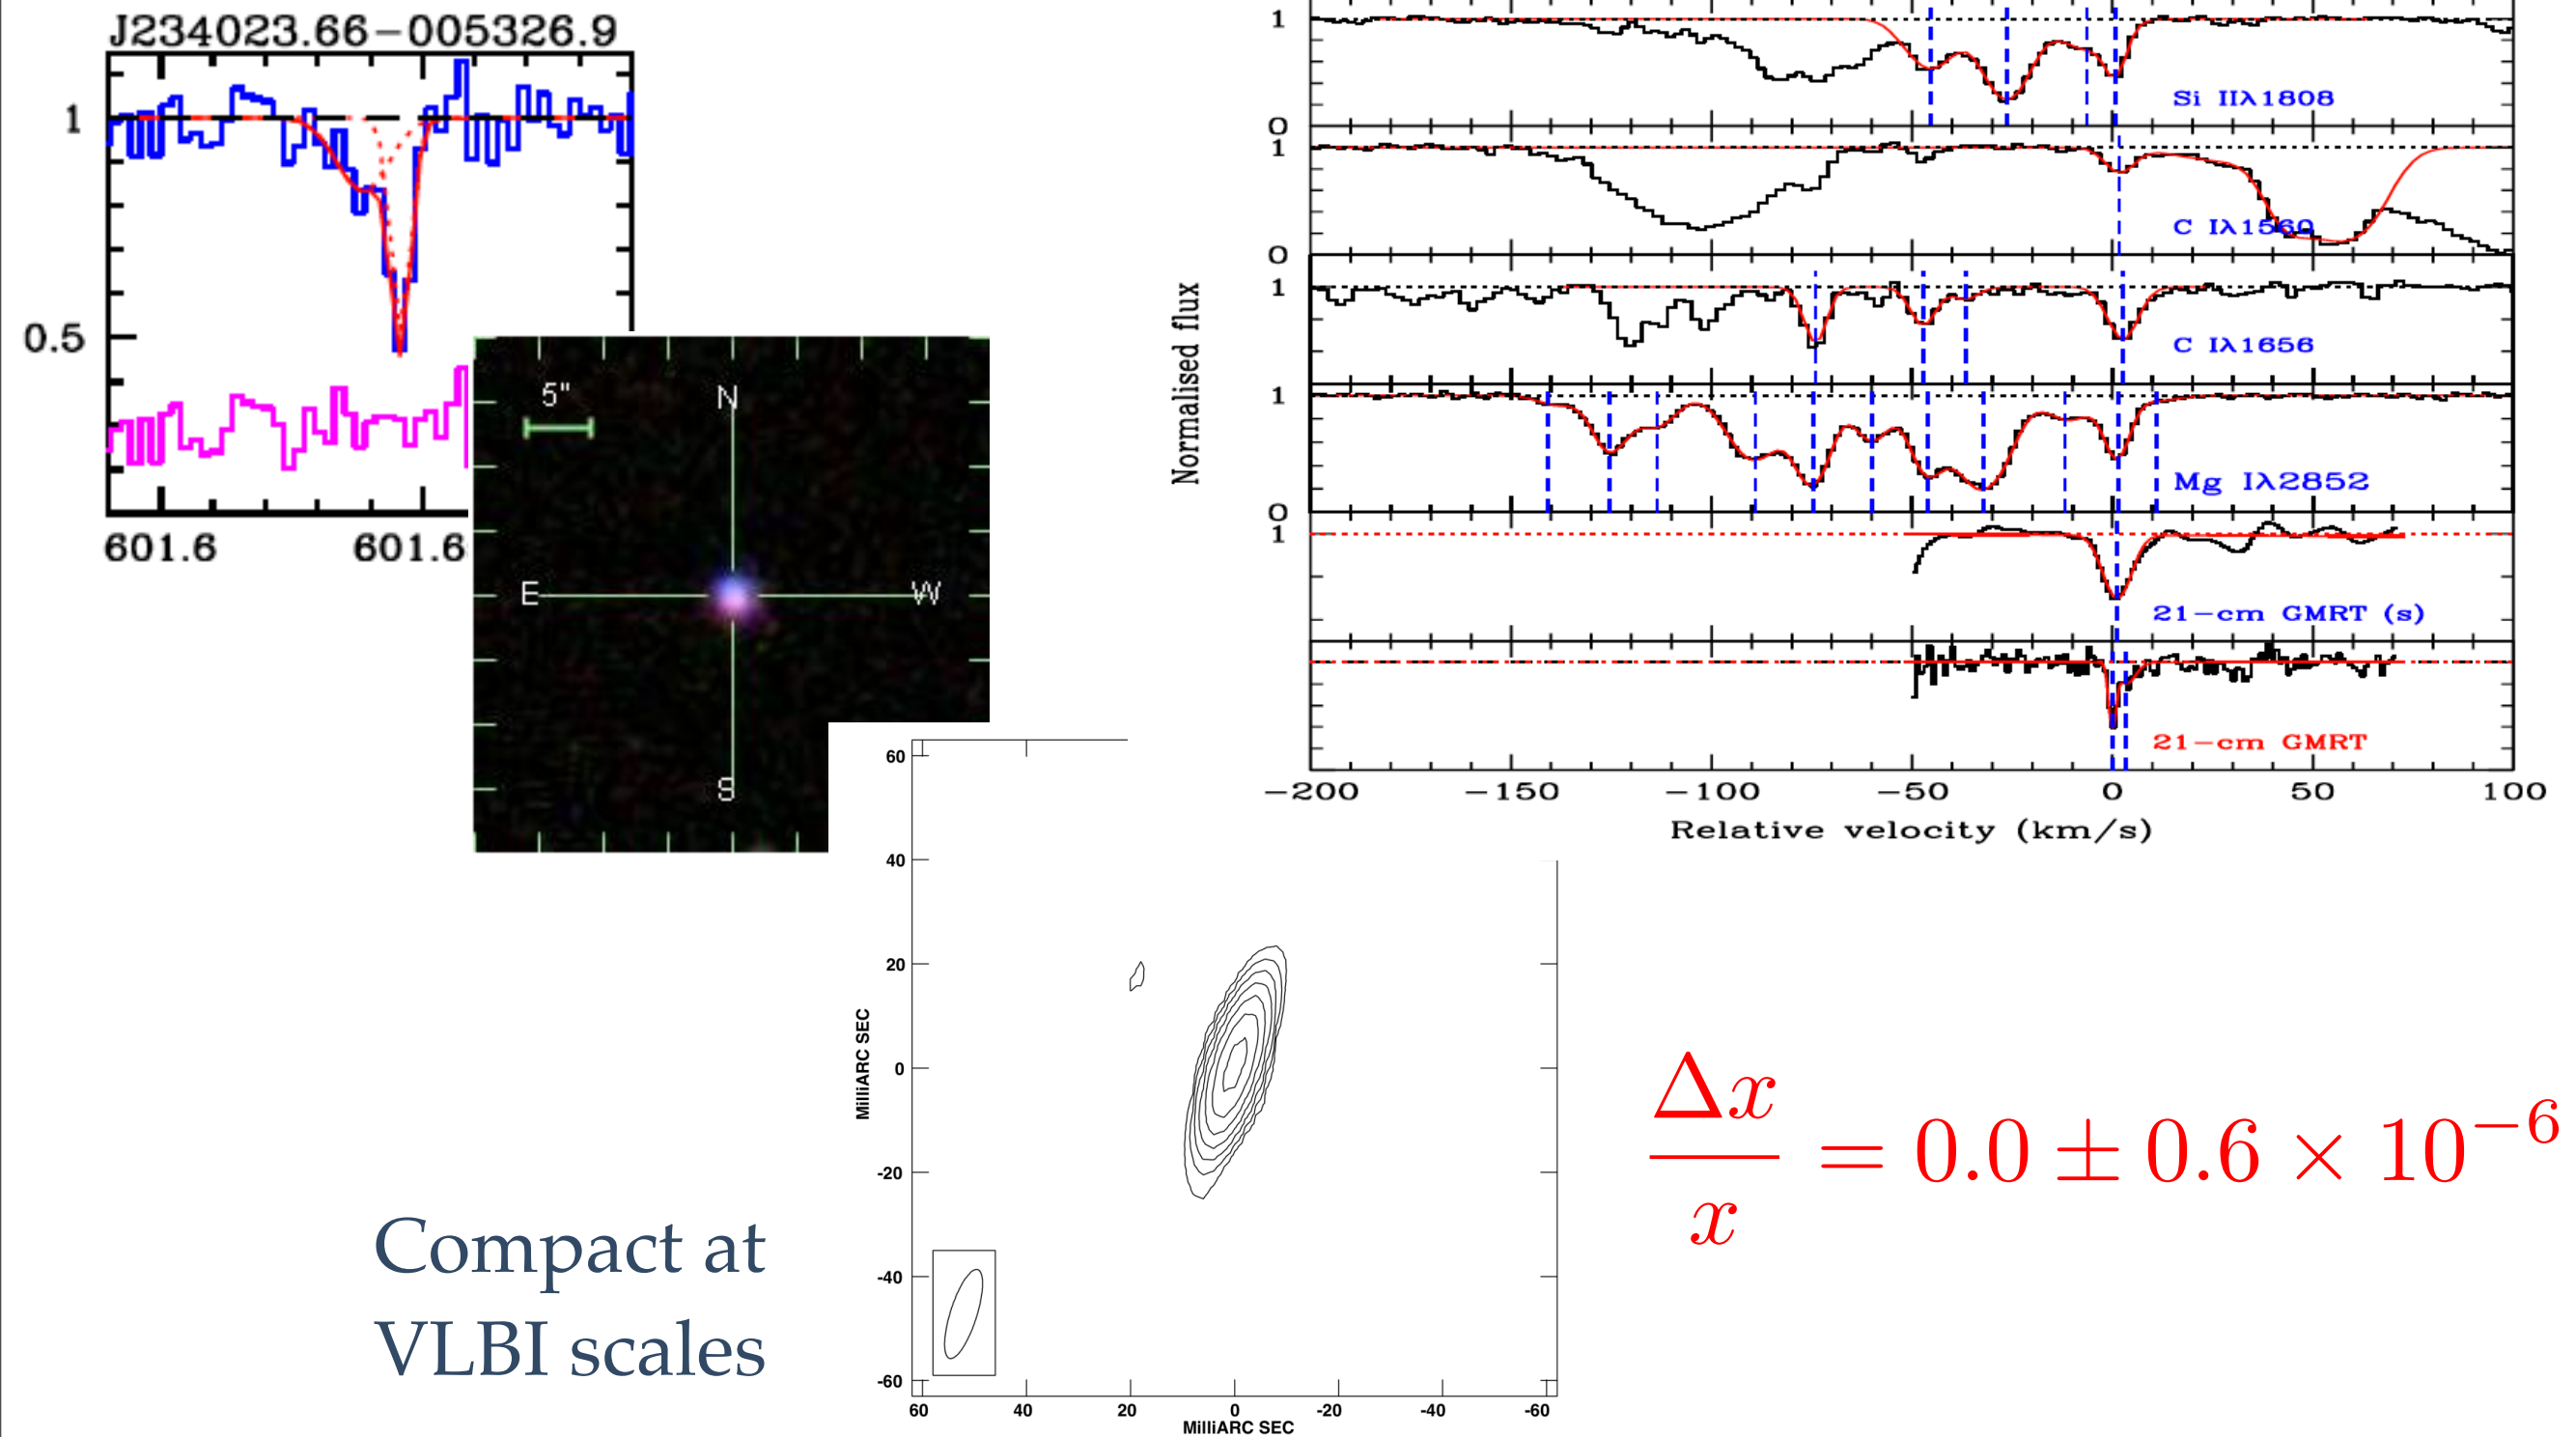 J234023.66−005326.9
1
0.5
601.6
601.6
5"
N
E
W
S
Normalised flux
1
Si IIλ1808
0
1
C Iλ1560
0
1
C Iλ1656
1
Mg Iλ2852
0
1
21−cm GMRT (s)
21−cm GMRT
−200 −150 −100 −50 0 50 100
Relative velocity (km/s)
60
40
20
0
-20
-40
-60
MilliARC SEC
60 40 20 0 -20 -40 -60
MilliARC SEC
Δx/x = 0.0 ± 0.6 × 10⁻⁶
Compact at
VLBI scales